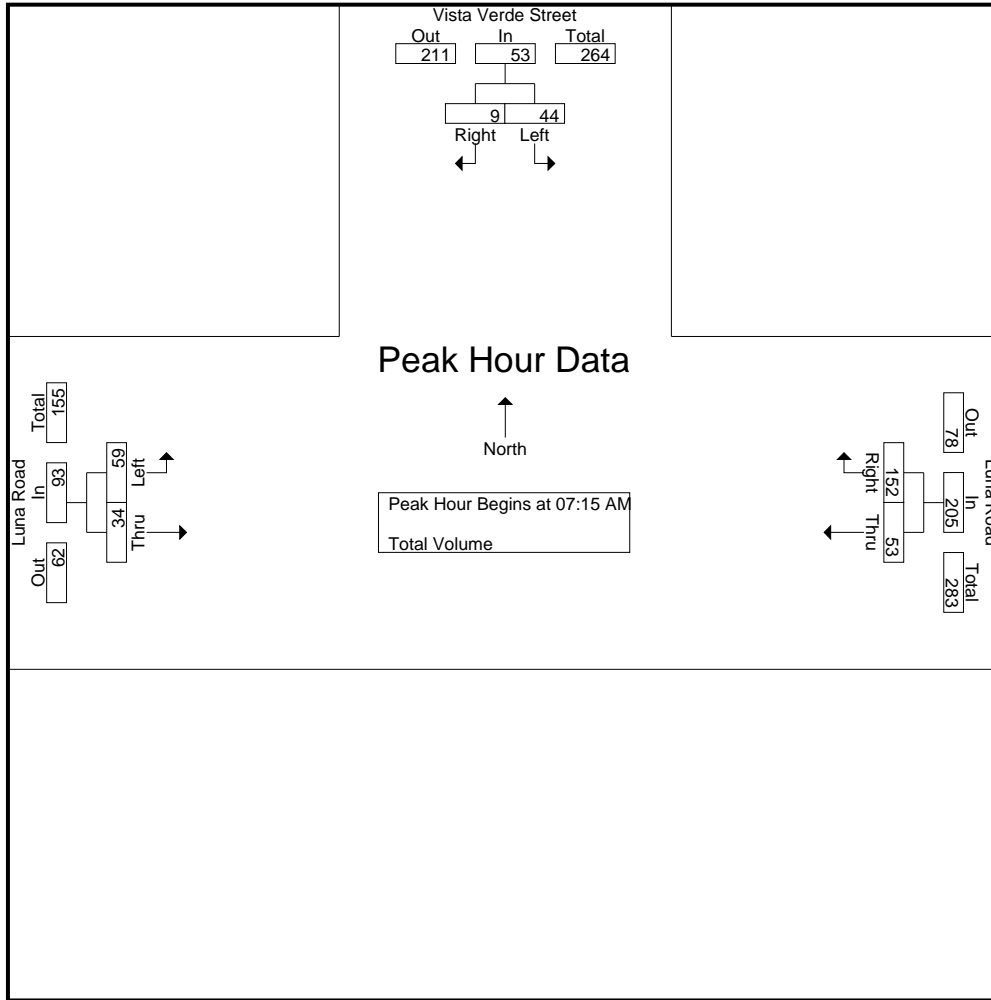 Vista Verde Street
Out In Total
211 53 264
9 44
Right Left
Peak Hour Data
North
Peak Hour Begins at 07:15 AM
Total Volume
Luna Road
Total In Out
155 93 62
59 34
Left Thru
Luna Road
Out In Total
78 205 283
152 53
Right Thru